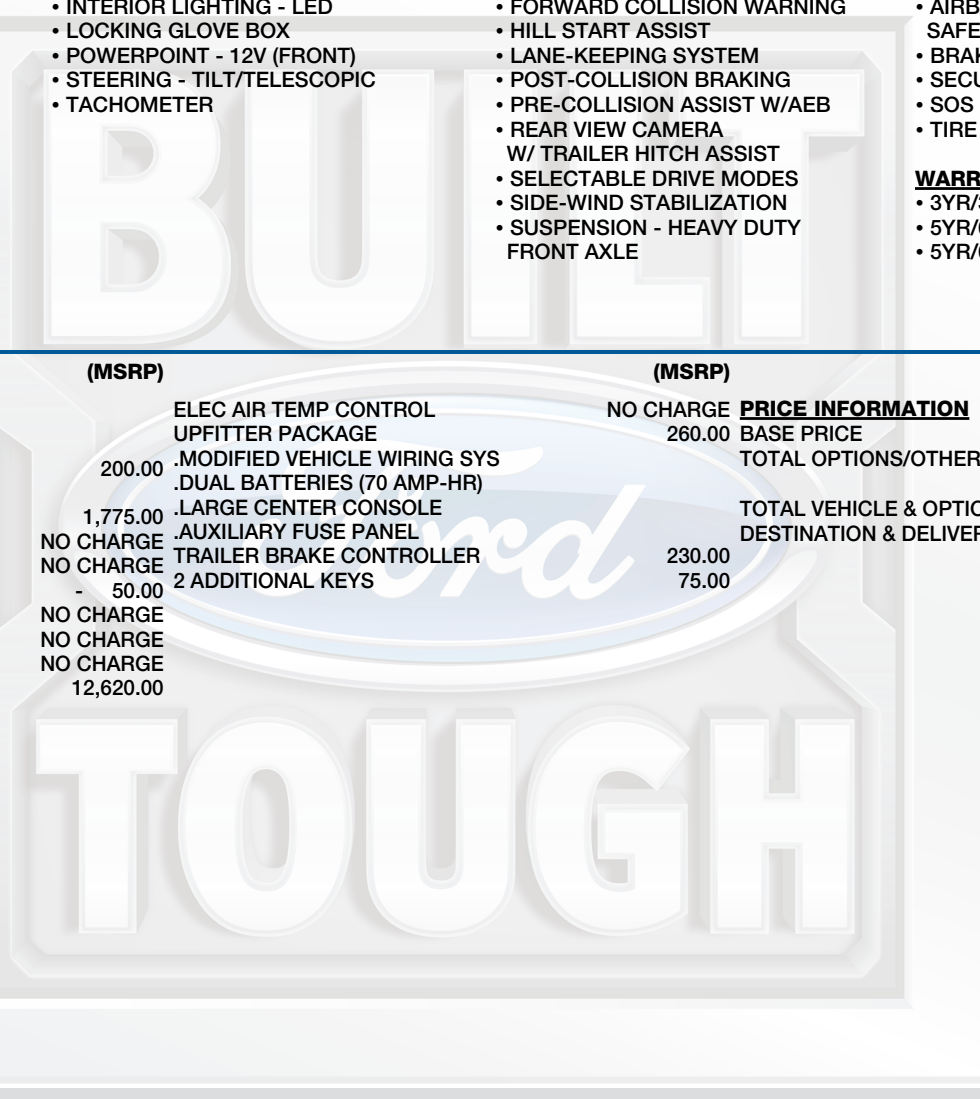 • INTERIOR LIGHTING - LED
• LOCKING GLOVE BOX
• POWERPOINT - 12V (FRONT)
• STEERING - TILT/TELESCOPIC
• TACHOMETER
• FORWARD COLLISION WARNING
• HILL START ASSIST
• LANE-KEEPING SYSTEM
• POST-COLLISION BRAKING
• PRE-COLLISION ASSIST W/AEB
• REAR VIEW CAMERA
W/ TRAILER HITCH ASSIST
• SELECTABLE DRIVE MODES
• SIDE-WIND STABILIZATION
• SUSPENSION - HEAVY DUTY
FRONT AXLE
• SOS
• TIRE
• 3YR/
• 5YR/
• 5YR/
(MSRP)
200.00
1,775.00
NO CHARGE
NO CHARGE
- 50.00
NO CHARGE
NO CHARGE
NO CHARGE
12,620.00
(MSRP)
ELEC AIR TEMP CONTROL NO CHARGE
UPFITTER PACKAGE 260.00
.MODIFIED VEHICLE WIRING SYS
.DUAL BATTERIES (70 AMP-HR)
.LARGE CENTER CONSOLE
.AUXILIARY FUSE PANEL
TRAILER BRAKE CONTROLLER 230.00
2 ADDITIONAL KEYS 75.00
PRICE INFORMATION
BASE PRICE
TOTAL OPTIONS/OTHER
TOTAL VEHICLE & OPTIO
DESTINATION & DELIVER
BUILT
Ford
TOUGH